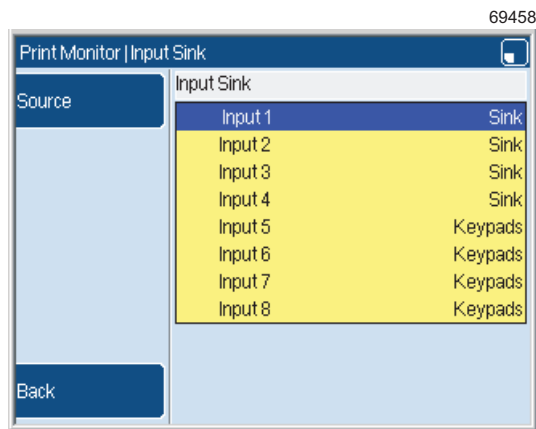 69458
Print Monitor | Input Sink
Source
Input Sink
Input 1 Sink
Input 2 Sink
Input 3 Sink
Input 4 Sink
Input 5 Keypads
Input 6 Keypads
Input 7 Keypads
Input 8 Keypads
Back